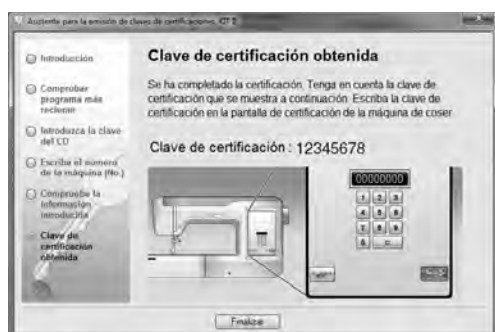 Asistente para la emisión de claves de certificaciones, KIT II
Introducción
Comprobar
programa más
reciente
Introduzca la clave
del CD
Escriba el número
de la máquina (No.)
Compruebe la
información
introducida
Clave de
certificación
obtenida
Clave de certificación obtenida
Se ha completado la certificación. Tenga en cuenta la clave de
certificación que se muestra a continuación. Escriba la clave de
certificación en la pantalla de certificación de la máquina de coser
Clave de certificación : 12345678
00000000
1 2 3
4 5 6
7 8 9
0 C
Finalizar